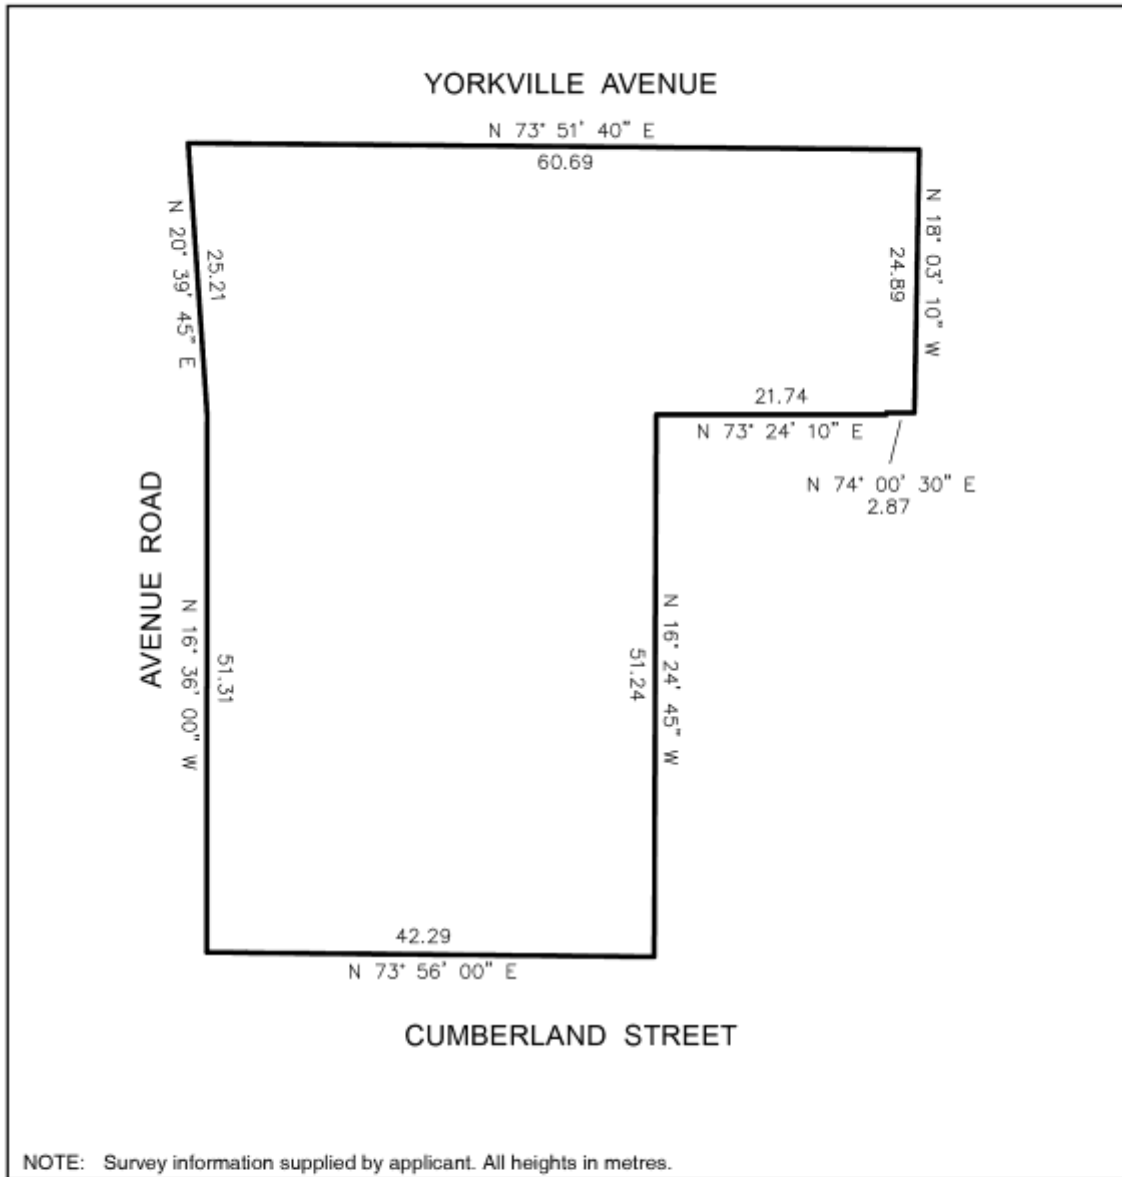 YORKVILLE AVENUE
N 73° 51' 40" E
60.69
N 20° 39' 45" E
25.21
24.89
N 18° 03' 10" W
21.74
N 73° 24' 10" E
N 74° 00' 30" E
2.87
AVENUE ROAD
N 16° 36' 00" W
51.31
51.24
N 16° 24' 45" W
42.29
N 73° 56' 00" E
CUMBERLAND STREET
NOTE: Survey information supplied by applicant. All heights in metres.